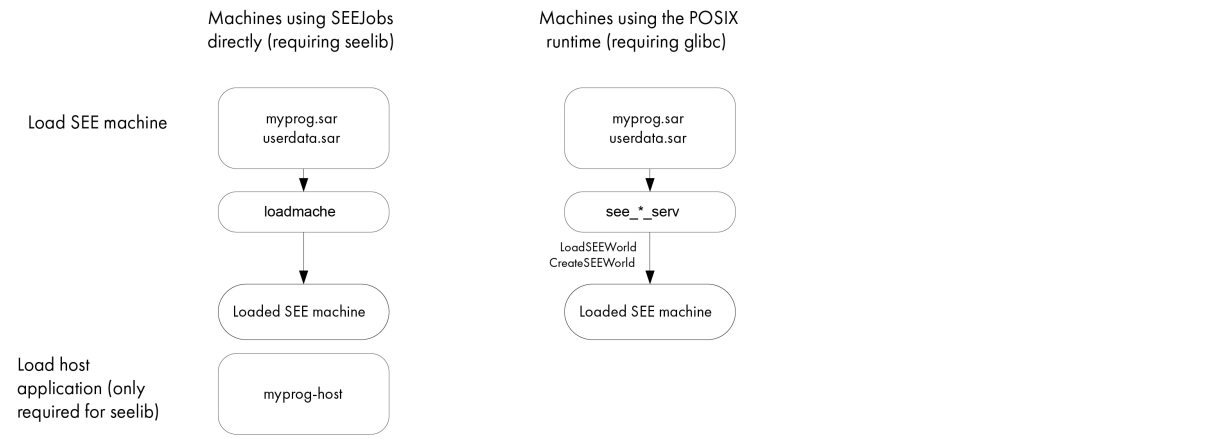 Machines using SEEJobs
directly (requiring seelib)
Machines using the POSIX
runtime (requiring glibc)
Load SEE machine
myprog.sar
userdata.sar
myprog.sar
userdata.sar
loadmache
see_*_serv
LoadSEEWorld
CreateSEEWorld
Loaded SEE machine
Loaded SEE machine
Load host
application (only
required for seelib)
myprog-host